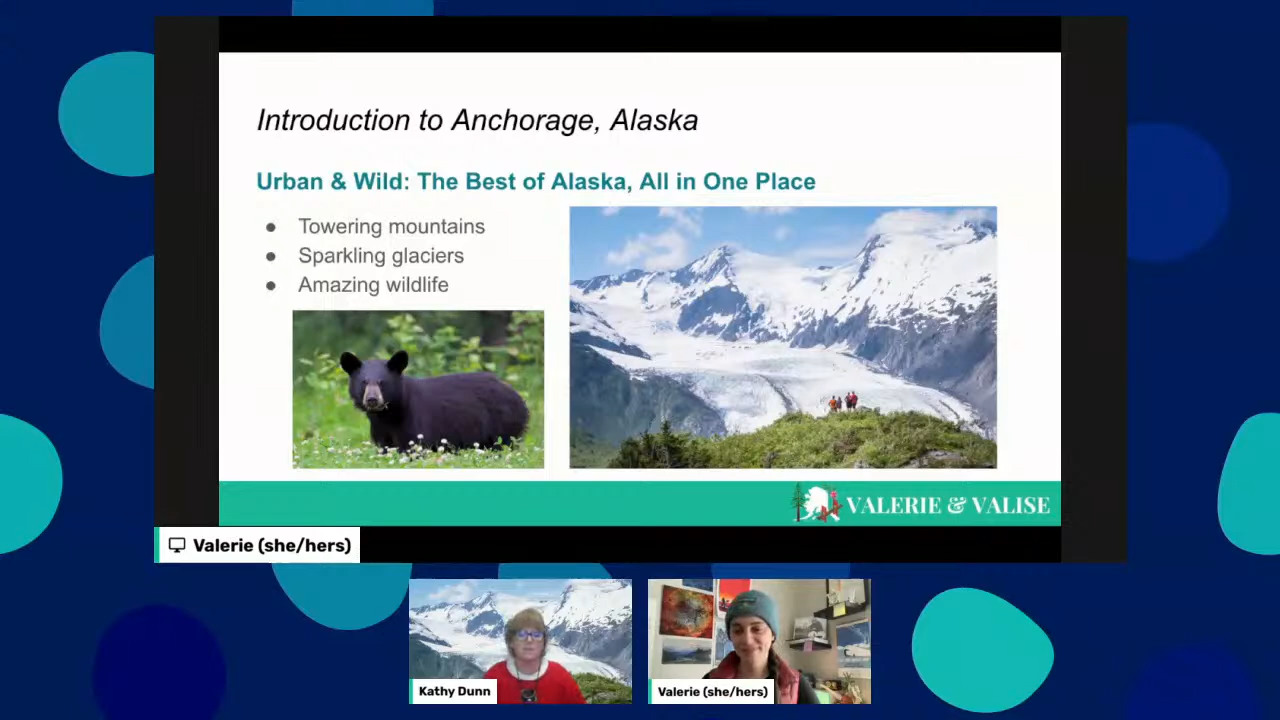 Introduction to Anchorage, Alaska
Urban & Wild: The Best of Alaska, All in One Place
● Towering mountains
● Sparkling glaciers
● Amazing wildlife
VALERIE & VALISE
Valerie (she/hers)
Kathy Dunn
Valerie (she/hers)